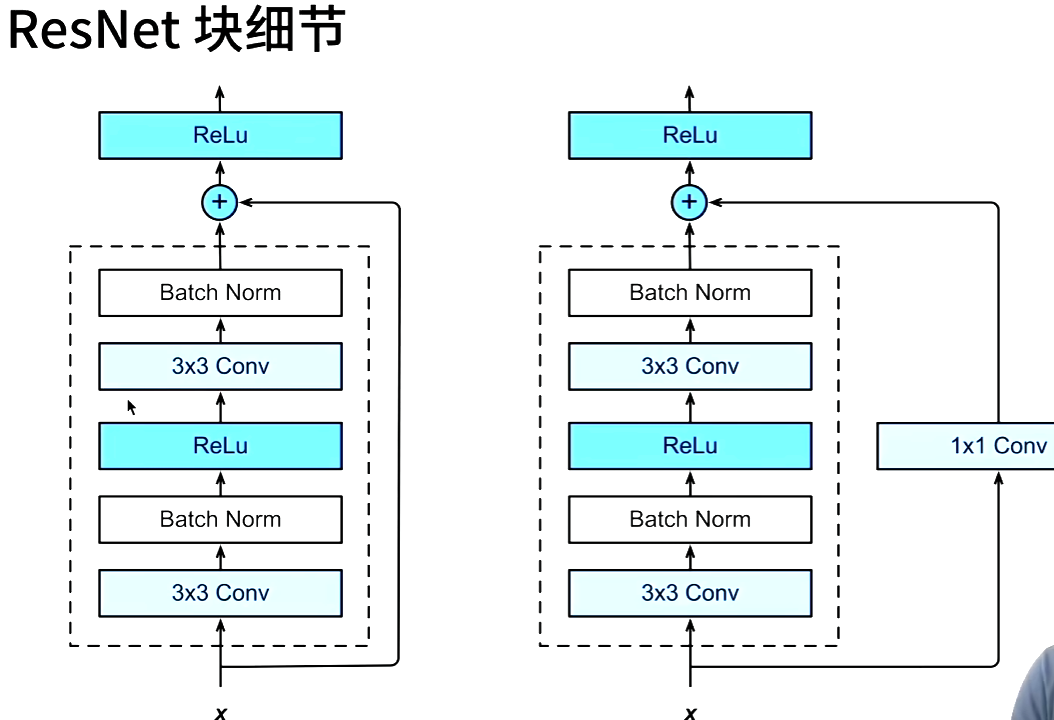 ResNet 块细节
ReLu
+
Batch Norm
3x3 Conv
ReLu
Batch Norm
3x3 Conv
x
ReLu
+
Batch Norm
3x3 Conv
ReLu
Batch Norm
3x3 Conv
x
1x1 Conv